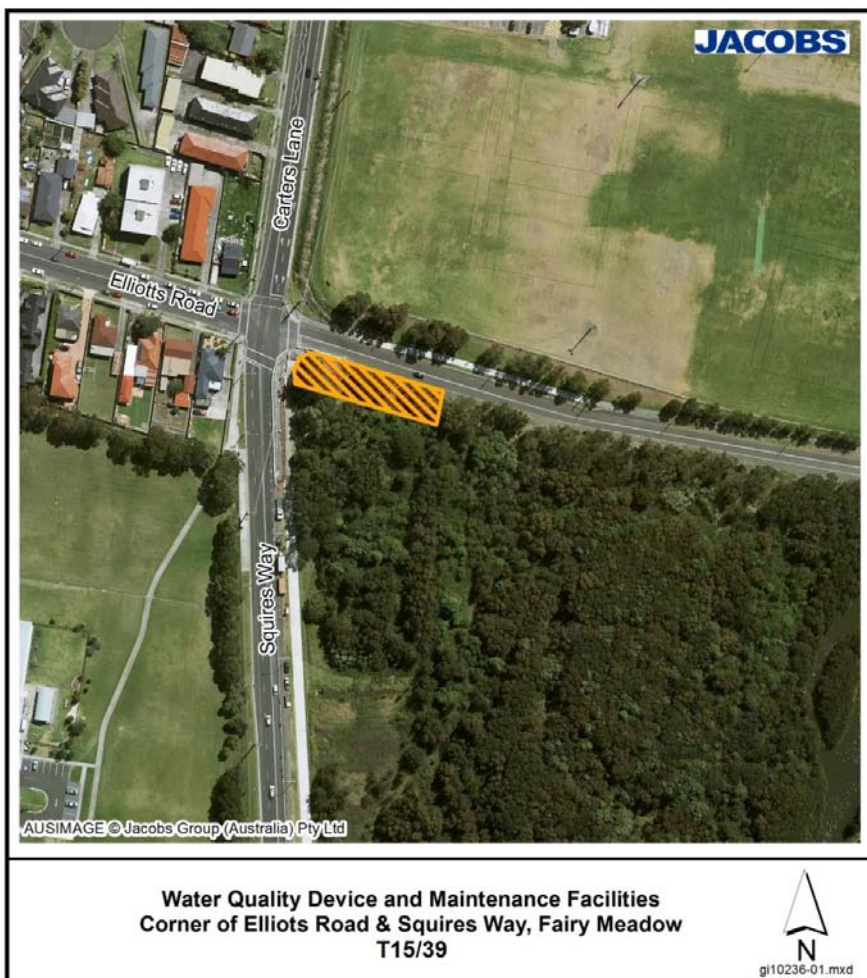 JACOBS
Carters Lane
Elliotts Road
Squires Way
AUSIMAGE © Jacobs Group (Australia) Pty Ltd
Water Quality Device and Maintenance Facilities
Corner of Elliots Road & Squires Way, Fairy Meadow
T15/39
N
gi10236-01.mxd